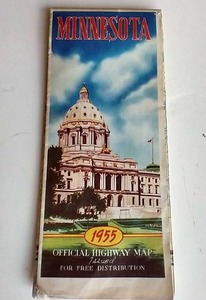 MINNESOTA
1955
OFFICIAL HIGHWAY MAP
FOR FREE DISTRIBUTION